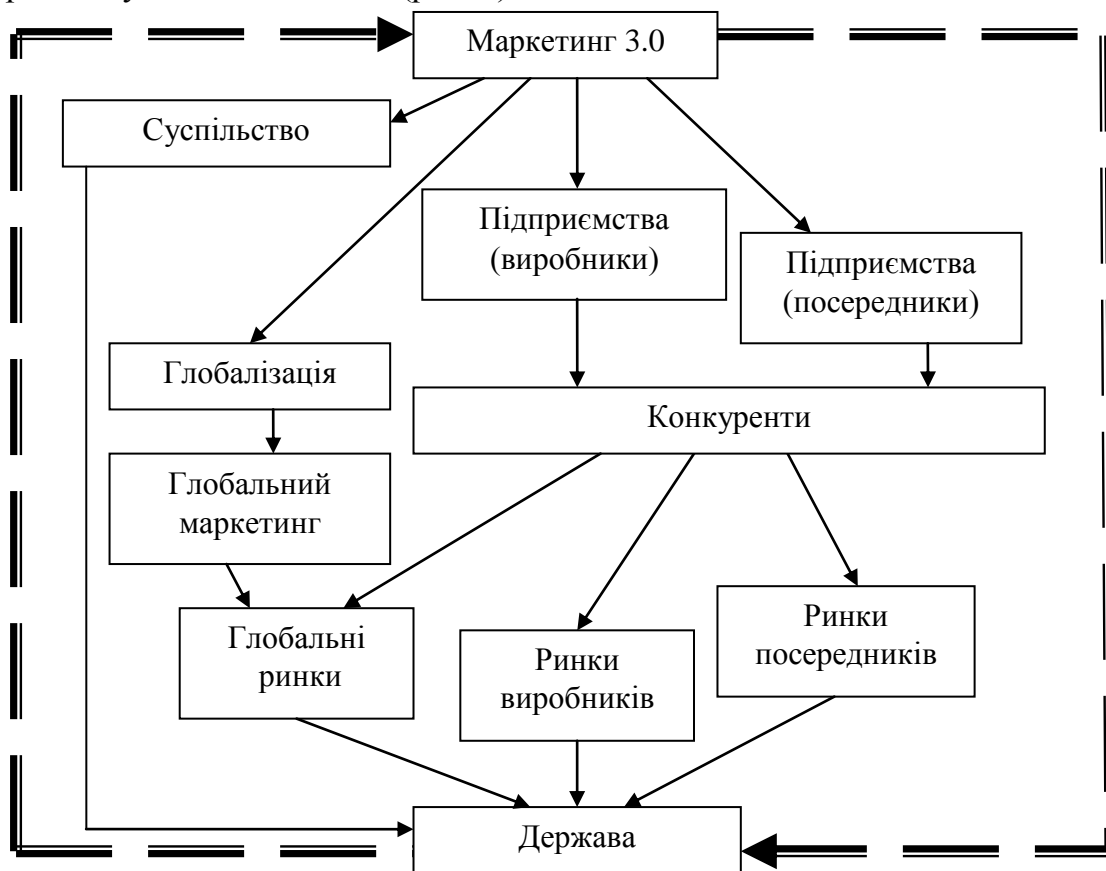 Маркетинг 3.0
Суспільство
Підприємства
(виробники)
Підприємства
(посередники)
Глобалізація
Конкуренти
Глобальний
маркетинг
Глобальні
ринки
Ринки
виробників
Ринки
посередників
Держава